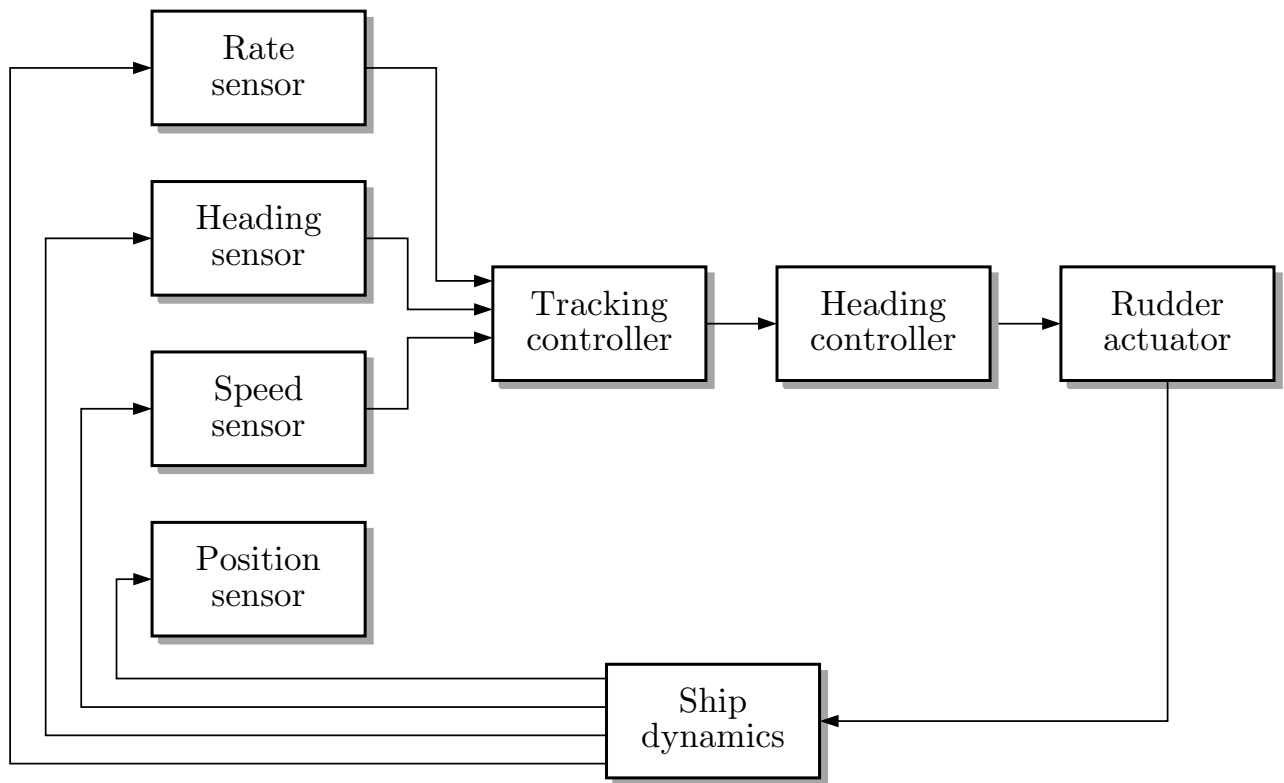 Rate
sensor
Heading
sensor
Speed
sensor
Position
sensor
Tracking
controller
Heading
controller
Rudder
actuator
Ship
dynamics